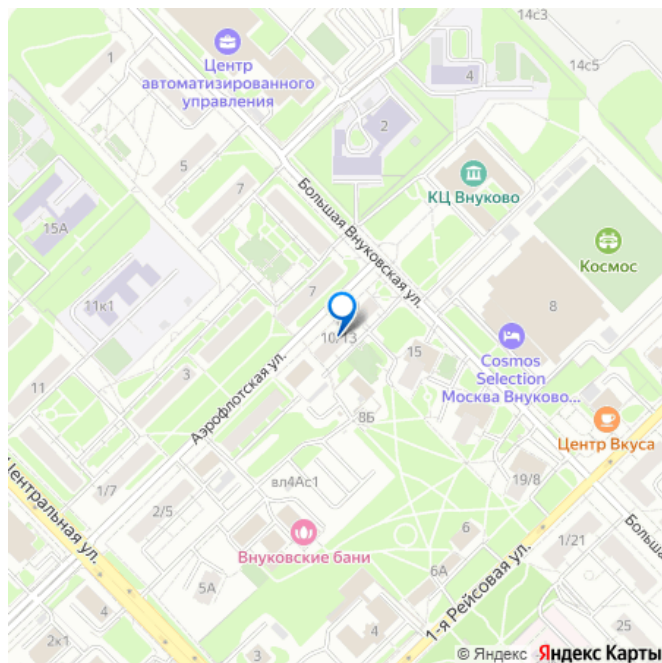 14с3
1
Центр
автоматизированного
управления
4
14с5
2
5
7
Большая Внуковская ул.
КЦ Внуково
15А
Космос
11к1
7
8
10/13
15
Cosmos
Selection
Москва Внуково...
Аэрофлотская ул.
3
11
8Б
Центр Вкуса
Центральная ул.
1/7
вл4Ас1
19/8
2/5
Больша
Внуковские бани
6
1/21
1-я Рейсовая ул.
6А
5А
4
4
25
2к1
© Яндекс Яндекс Карты